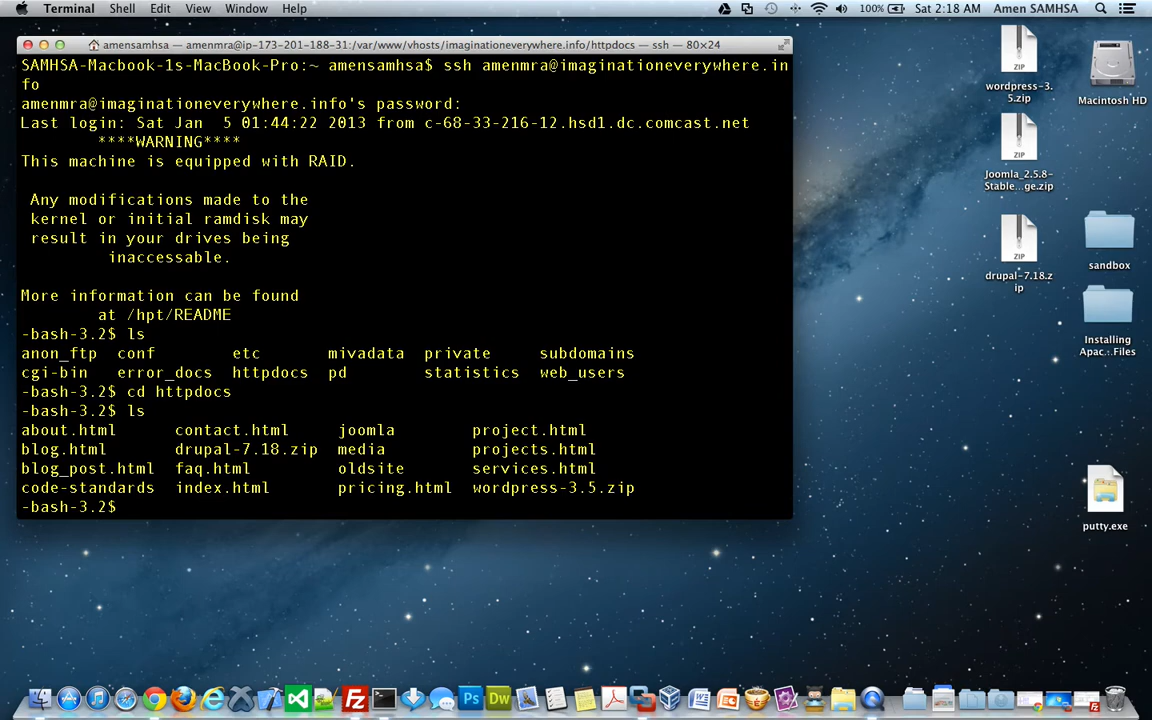 Terminal Shell Edit View Window Help 100% Sat 2:18 AM Amen SAMHSA
amensamhsa — amenmra@ip-173-201-188-31:/var/www/vhosts/imaginationeverywhere.info/httpdocs — ssh — 80×24
SAMHSA-Macbook-1s-MacBook-Pro:~ amensamhsa$ ssh amenmra@imaginationeverywhere.in
fo
amenmra@imaginationeverywhere.info's password:
Last login: Sat Jan  5 01:44:22 2013 from c-68-33-216-12.hsd1.dc.comcast.net
****WARNING****
This machine is equipped with RAID.
Any modifications made to the
kernel or initial ramdisk may
result in your drives being
inaccessable.
More information can be found
at /hpt/README
-bash-3.2$ ls
anon_ftp conf etc mivadata private subdomains
cgi-bin error_docs httpdocs pd statistics web_users
-bash-3.2$ cd httpdocs
-bash-3.2$ ls
about.html contact.html joomla project.html
blog.html drupal-7.18.zip media projects.html
blog_post.html faq.html oldsite services.html
code-standards index.html pricing.html wordpress-3.5.zip
-bash-3.2$
ZIP
wordpress-3.
5.zip
Macintosh HD
ZIP
Joomla_2.5.8-
Stable...ge.zip
sandbox
ZIP
drupal-7.18.z
ip
Installing
Apac...Files
putty.exe
Ps
Dw